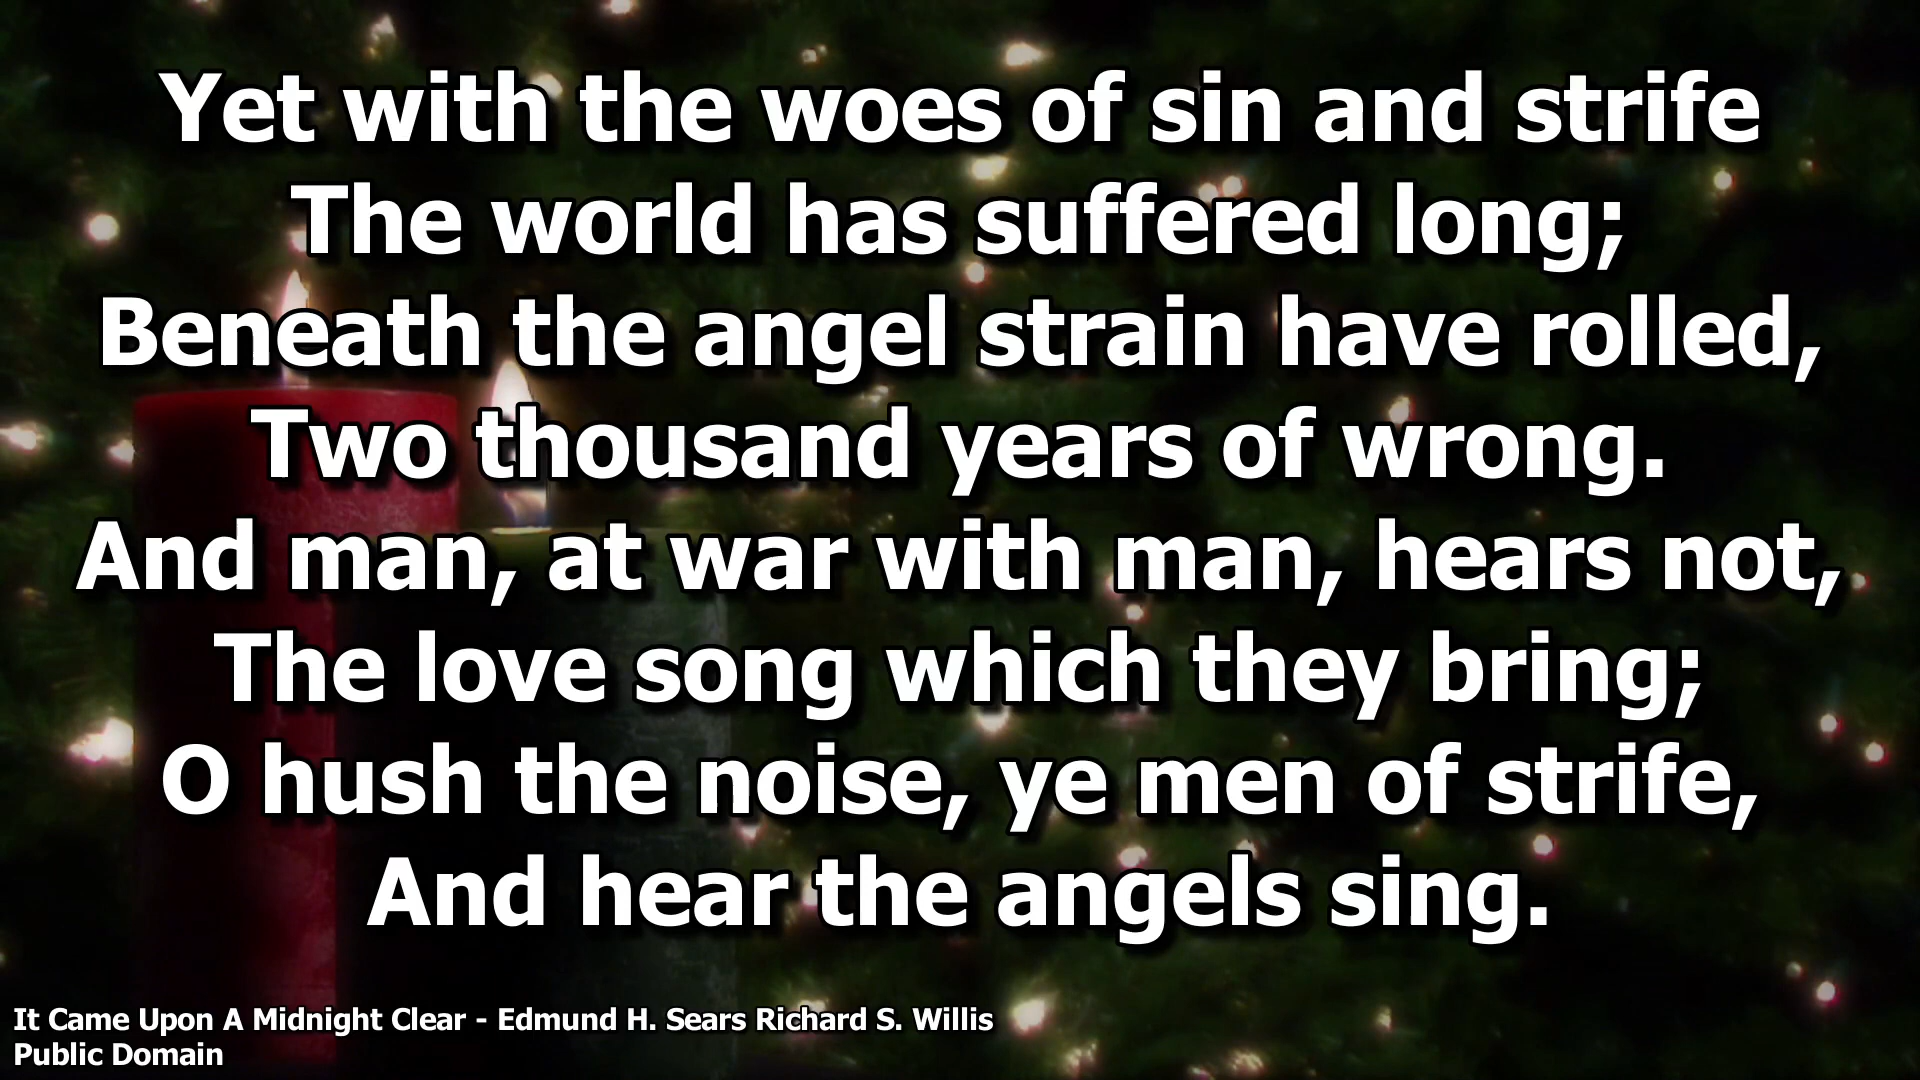 Yet with the woes of sin and strife
The world has suffered long;
Beneath the angel strain have rolled,
Two thousand years of wrong.
And man, at war with man, hears not,
The love song which they bring;
O hush the noise, ye men of strife,
And hear the angels sing.
It Came Upon A Midnight Clear - Edmund H. Sears Richard S. Willis
Public Domain